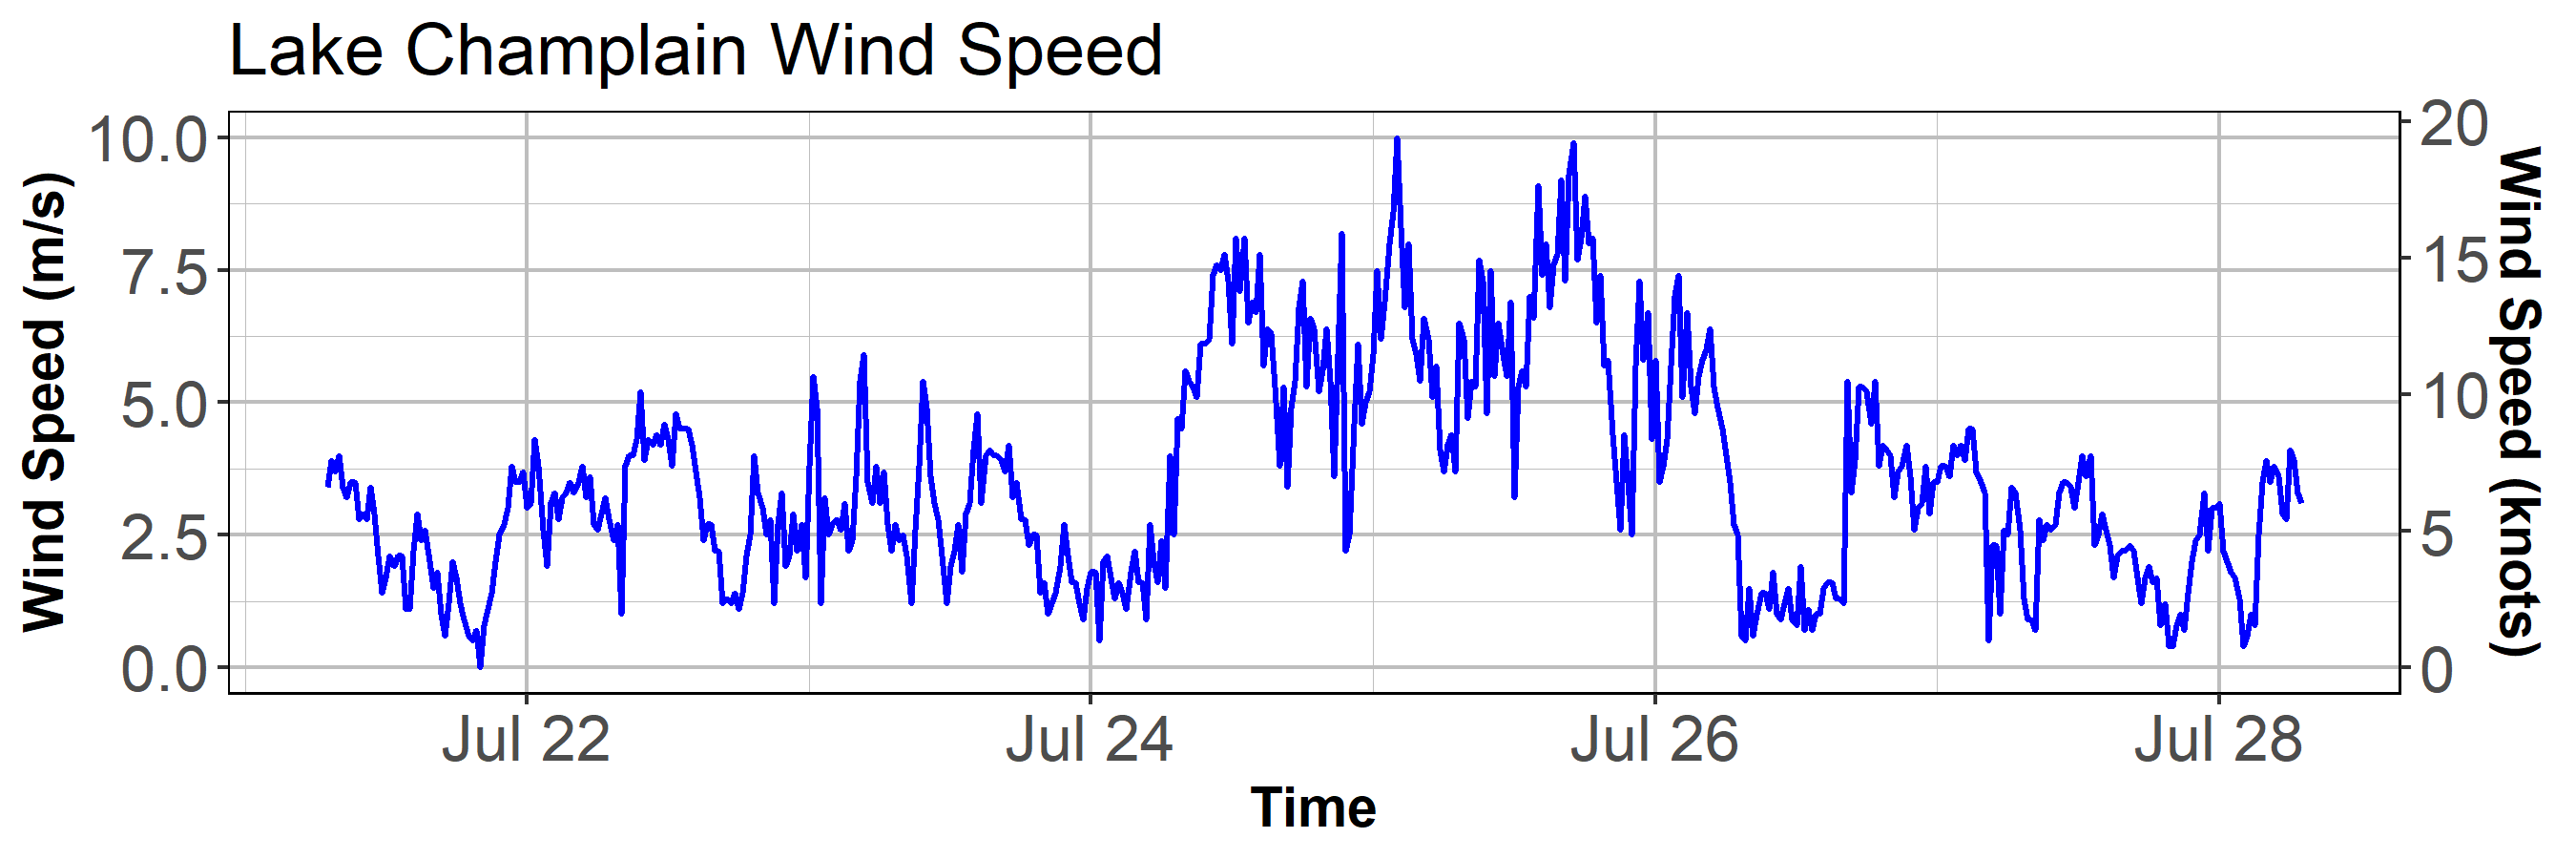 Lake Champlain Wind Speed
Wind Speed (m/s)
10.0
7.5
5.0
2.5
0.0
20
15
10
5
0
Wind Speed (knots)
Jul 22
Jul 24
Jul 26
Jul 28
Time